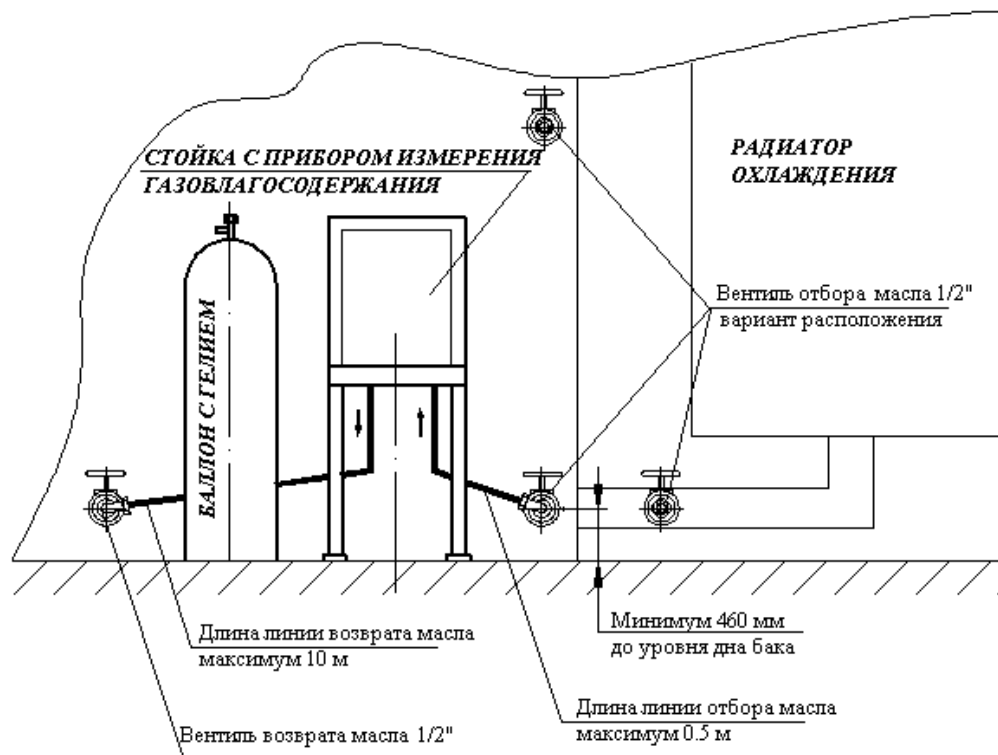 СТОЙКА С ПРИБОРОМ ИЗМЕРЕНИЯ
ГАЗОВЛАГОСОДЕРЖАНИЯ
РАДИАТОР
ОХЛАЖДЕНИЯ
БАЛЛОН С ГЕЛИЕМ
Вентиль отбора масла 1/2"
вариант расположения
Минимум 460 мм
до уровня дна бака
Длина линии возврата масла
максимум 10 м
Длина линии отбора масла
максимум 0.5 м
Вентиль возврата масла 1/2"